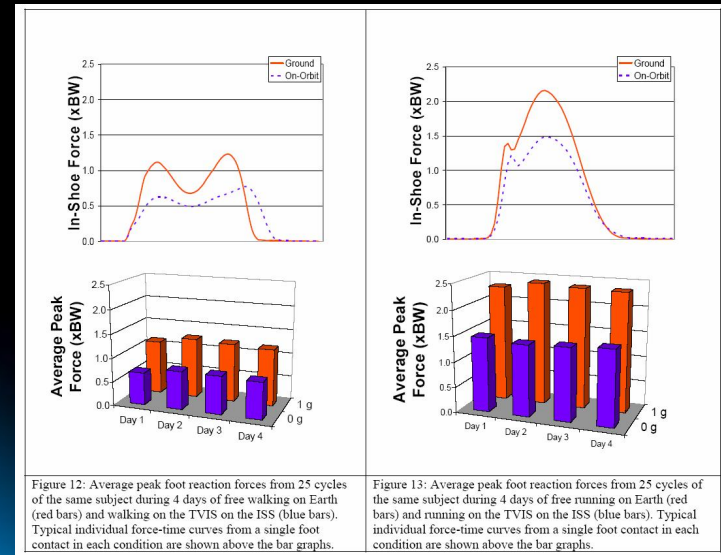 Ground
On-Orbit
In-Shoe Force (xBW)
2.5
2.0
1.5
1.0
0.5
0.0
Average Peak
Force (xBW)
2.5
2.0
1.5
1.0
0.5
0.0
Day 1
Day 2
Day 3
Day 4
1 g
0 g
Figure 12: Average peak foot reaction forces from 25 cycles
of the same subject during 4 days of free walking on Earth
(red bars) and walking on the TVIS on the ISS (blue bars).
Typical individual force-time curves from a single foot
contact in each condition are shown above the bar graphs.
Ground
On-Orbit
In-Shoe Force (xBW)
2.5
2.0
1.5
1.0
0.5
0.0
Average Peak
Force (xBW)
2.5
2.0
1.5
1.0
0.5
0.0
Day 1
Day 2
Day 3
Day 4
1 g
0 g
Figure 13: Average peak foot reaction forces from 25 cycles of
the same subject during 4 days of free running on Earth (red
bars) and running on the TVIS on the ISS (blue bars). Typical
individual force-time curves from a single foot contact in each
condition are shown above the bar graphs.